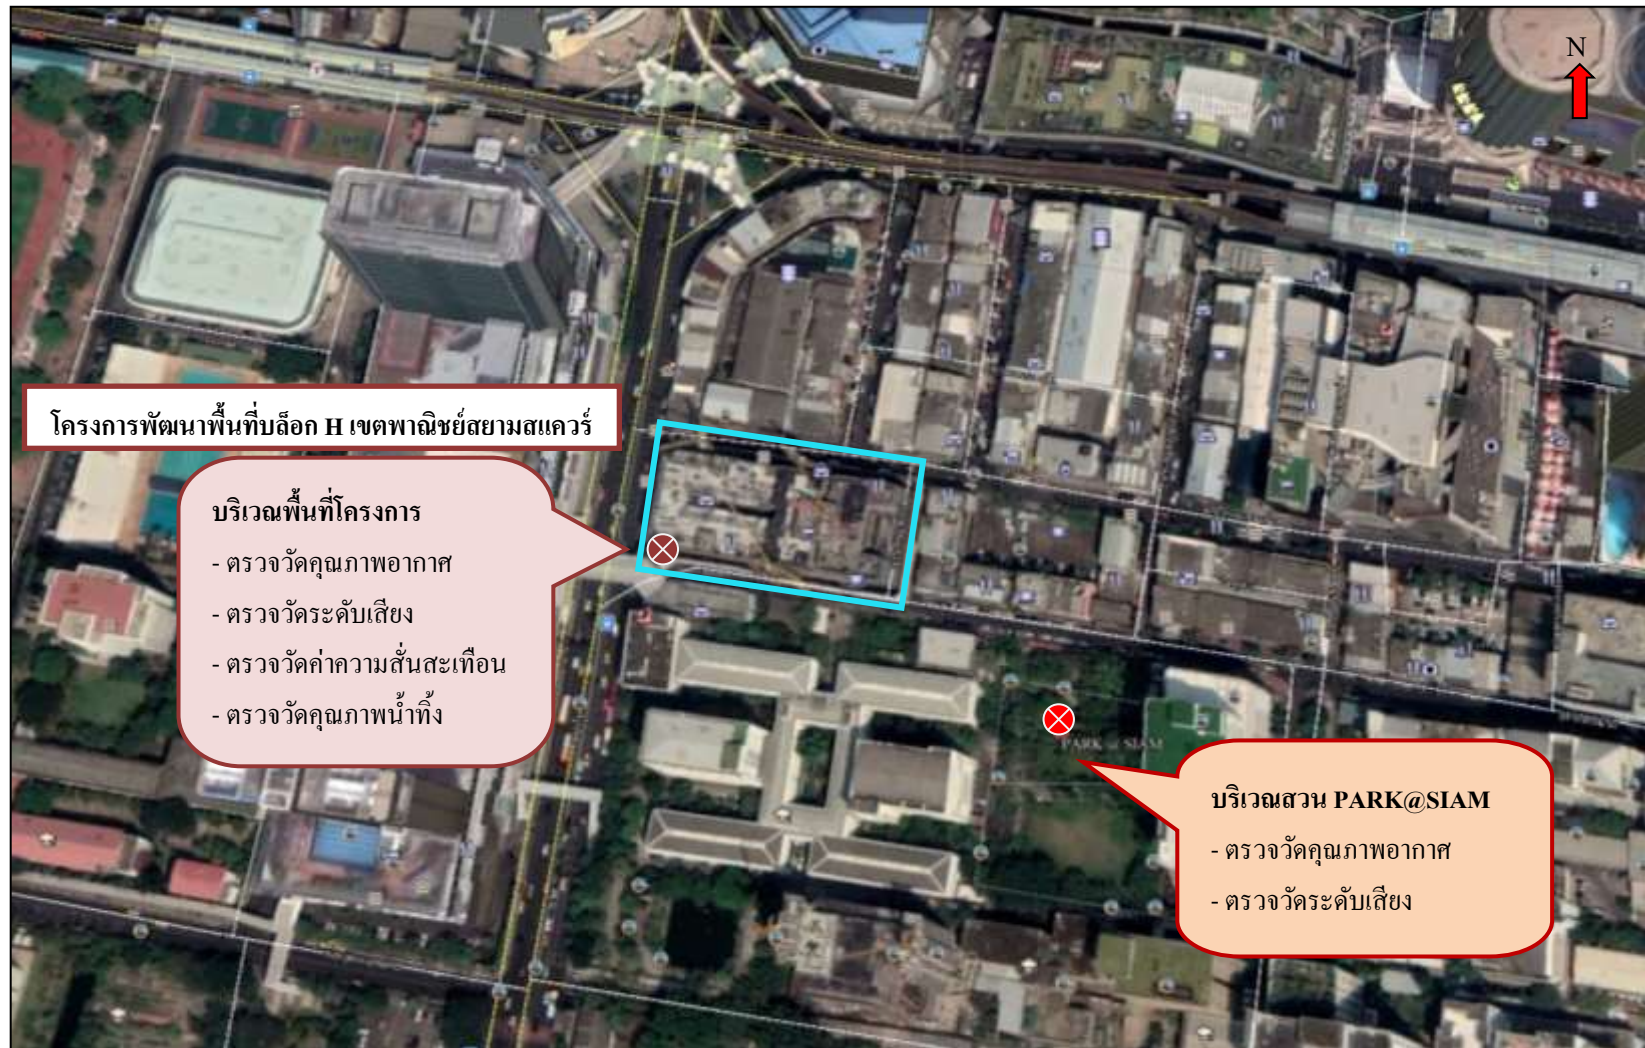 N
โครงการพัฒนาพื้นที่บล็อก H เขตพาณิชย์สยามสแควร์
บริเวณพื้นที่โครงการ
- ตรวจวัดคุณภาพอากาศ
- ตรวจวัดระดับเสียง
- ตรวจวัดค่าความสั่นสะเทือน
- ตรวจวัดคุณภาพน้ำทิ้ง
PARK @ SIAM
บริเวณสวน PARK@SIAM
- ตรวจวัดคุณภาพอากาศ
- ตรวจวัดระดับเสียง